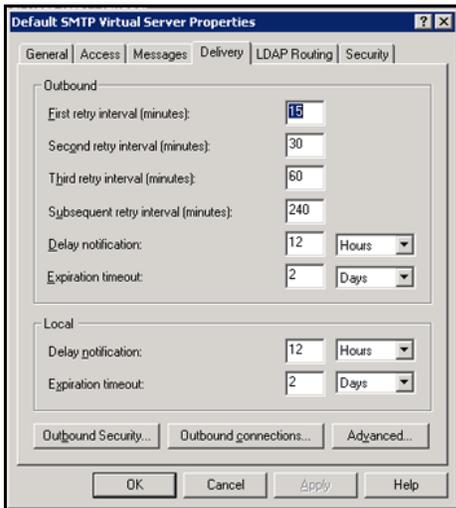 Default SMTP Virtual Server Properties
General Access Messages Delivery LDAP Routing Security
Outbound
First retry interval (minutes): 15
Second retry interval (minutes): 30
Third retry interval (minutes): 60
Subsequent retry interval (minutes): 240
Delay notification: 12 Hours
Expiration timeout: 2 Days
Local
Delay notification: 12 Hours
Expiration timeout: 2 Days
Outbound Security... Outbound connections... Advanced...
OK Cancel Apply Help